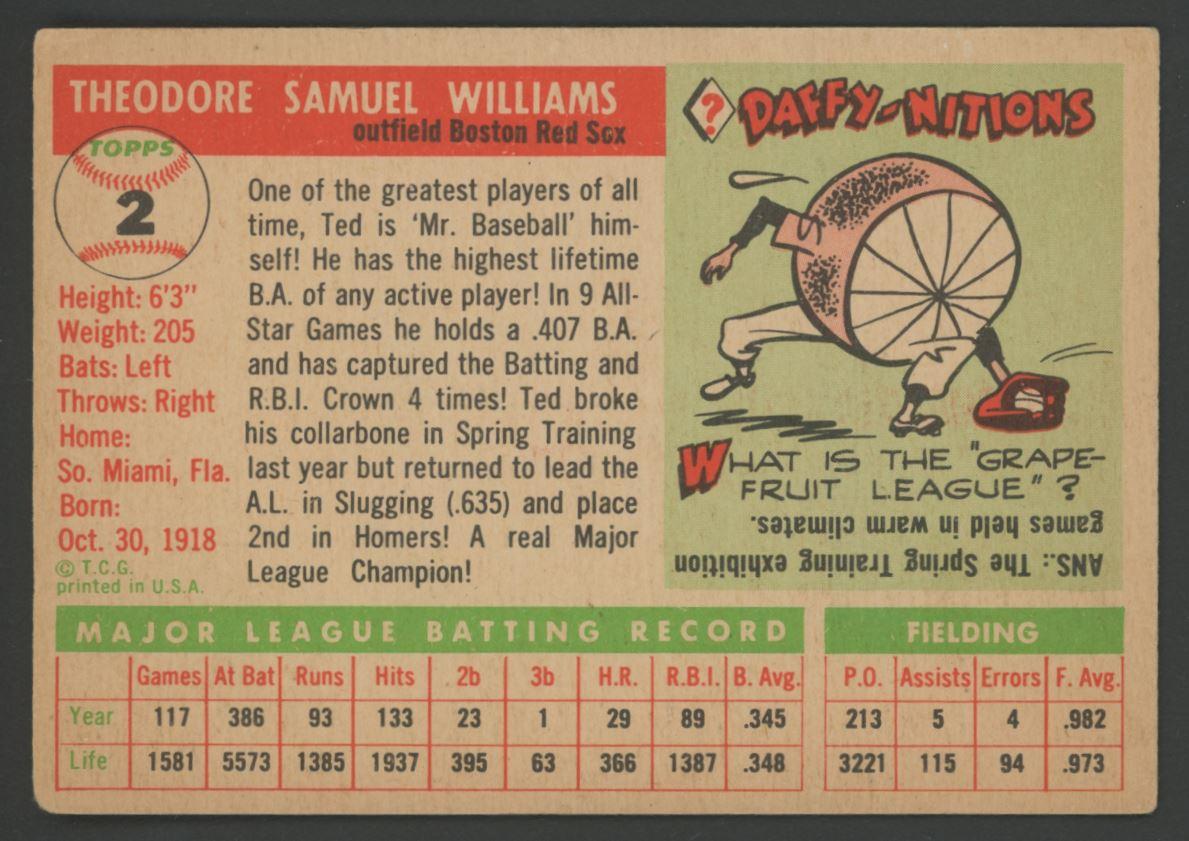 THEODORE SAMUEL WILLIAMS
outfield Boston Red Sox
TOPPS
2
Height: 6'3"
Weight: 205
Bats: Left
Throws: Right
Home:
So. Miami, Fla.
Born:
Oct. 30, 1918
© T.C.G.
printed in U.S.A.
One of the greatest players of all
time, Ted is 'Mr. Baseball' him-
self! He has the highest lifetime
B.A. of any active player! In 9 All-
Star Games he holds a .407 B.A.
and has captured the Batting and
R.B.I. Crown 4 times! Ted broke
his collarbone in Spring Training
last year but returned to lead the
A.L. in Slugging (.635) and place
2nd in Homers! A real Major
League Champion!
? DAFFY-NITIONS
WHAT IS THE "GRAPE-
FRUIT LEAGUE"?
ANS.: The Spring Training exhibition
games held in warm climates.
MAJOR LEAGUE BATTING RECORD
Games At Bat Runs Hits 2b 3b H.R. R.B.I. B. Avg.
Year 117 386 93 133 23 1 29 89 .345
Life 1581 5573 1385 1937 395 63 366 1387 .348
FIELDING
P.O. Assists Errors F. Avg.
213 5 4 .982
3221 115 94 .973